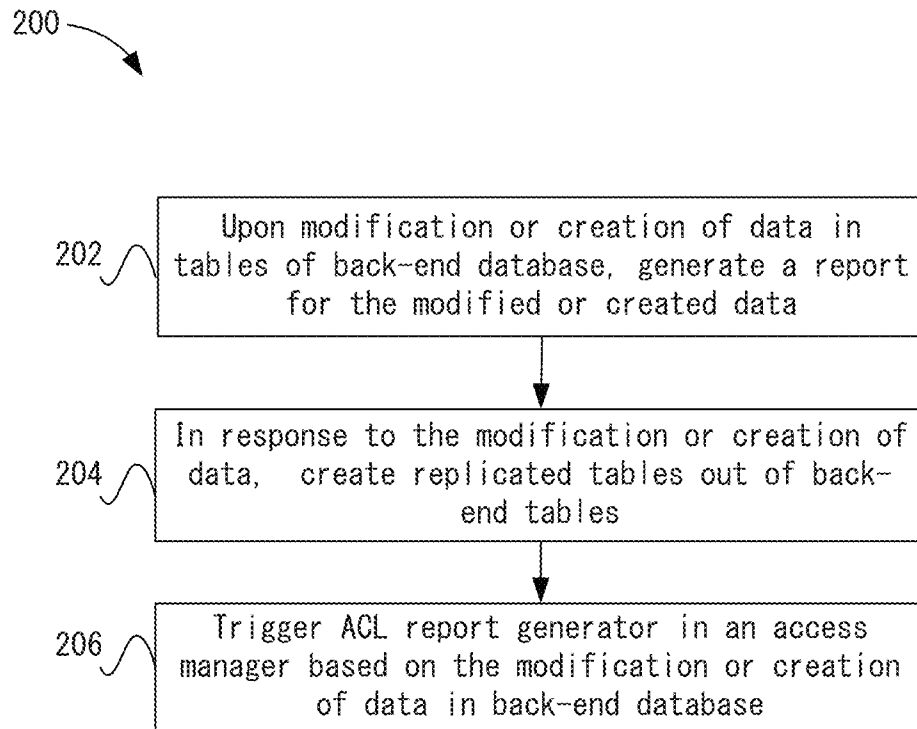 200
202
Upon modification or creation of data in
tables of back-end database, generate a report
for the modified or created data
204
In response to the modification or creation of
data, create replicated tables out of back-
end tables
206
Trigger ACL report generator in an access
manager based on the modification or creation
of data in back-end database